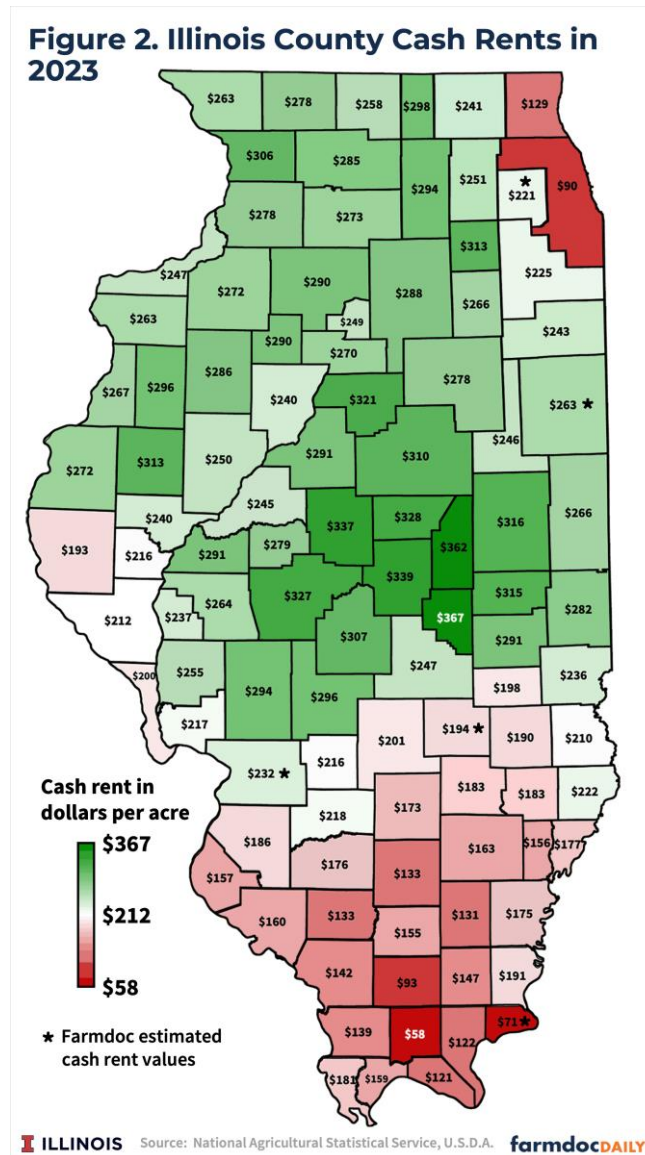 Figure 2. Illinois County Cash Rents in
2023
$263 $278 $258 $298 $241 $129
$306 $285 $294 $251 ★ $221 $90
$278 $273 $313
$247 $272 $290 $288 $225
$263 $249 $266
$290 $270 $243
$267 $296 $286 $240 $321 $278 $263 ★
$272 $313 $250 $291 $310 $246
$245 $266
$193 $240 $337 $328 $316
$216 $291 $279 $362
$212 $237 $264 $327 $339 $315 $282
$307 $367 $291
$200 $255 $294 $296 $247 $198 $236
$217 $201 $194 ★ $190 $210
$232 ★ $216 $183 $183 $222
Cash rent in
dollars per acre
$367
$212
$58
$218 $173
$186 $176 $163 $156 $177
$157 $133
$160 $133 $155 $131 $175
$142 $93 $147 $191
$139 $58 $122 $71 ★
$181 $159 $121
★ Farmdoc estimated
cash rent values
I ILLINOIS Source: National Agricultural Statistical Service, U.S.D.A. farmdocDAILY